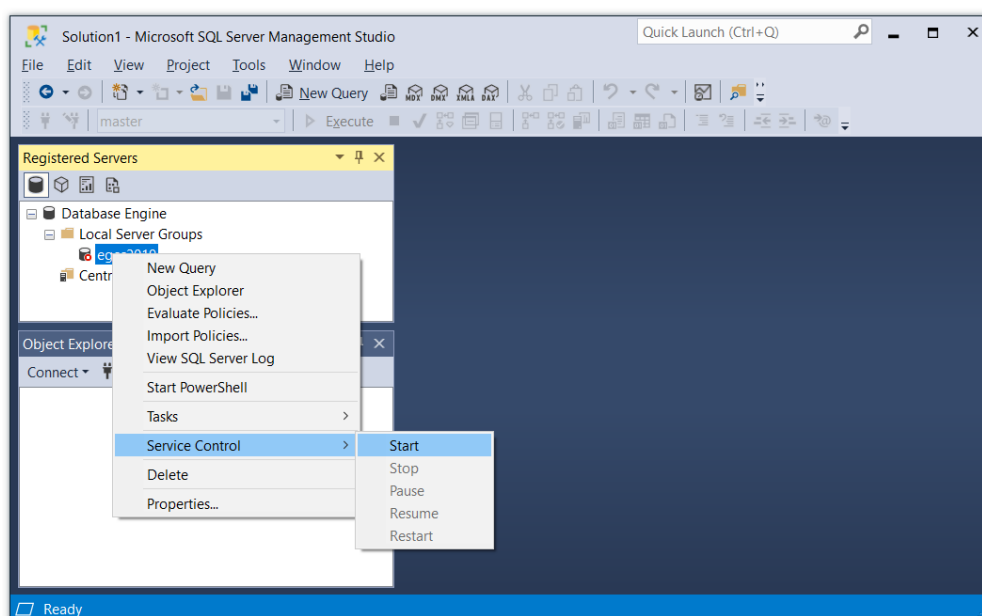 Solution1 - Microsoft SQL Server Management Studio
Quick Launch (Ctrl+Q)
File Edit View Project Tools Window Help
New Query MDX DMX XMLA DAX
master Execute
Registered Servers
Database Engine
Local Server Groups
Centr
New Query
Object Explorer
Evaluate Policies...
Import Policies...
View SQL Server Log
Object Explore
Connect
Start PowerShell
Tasks
Service Control
Start
Stop
Pause
Resume
Restart
Delete
Properties...
Ready